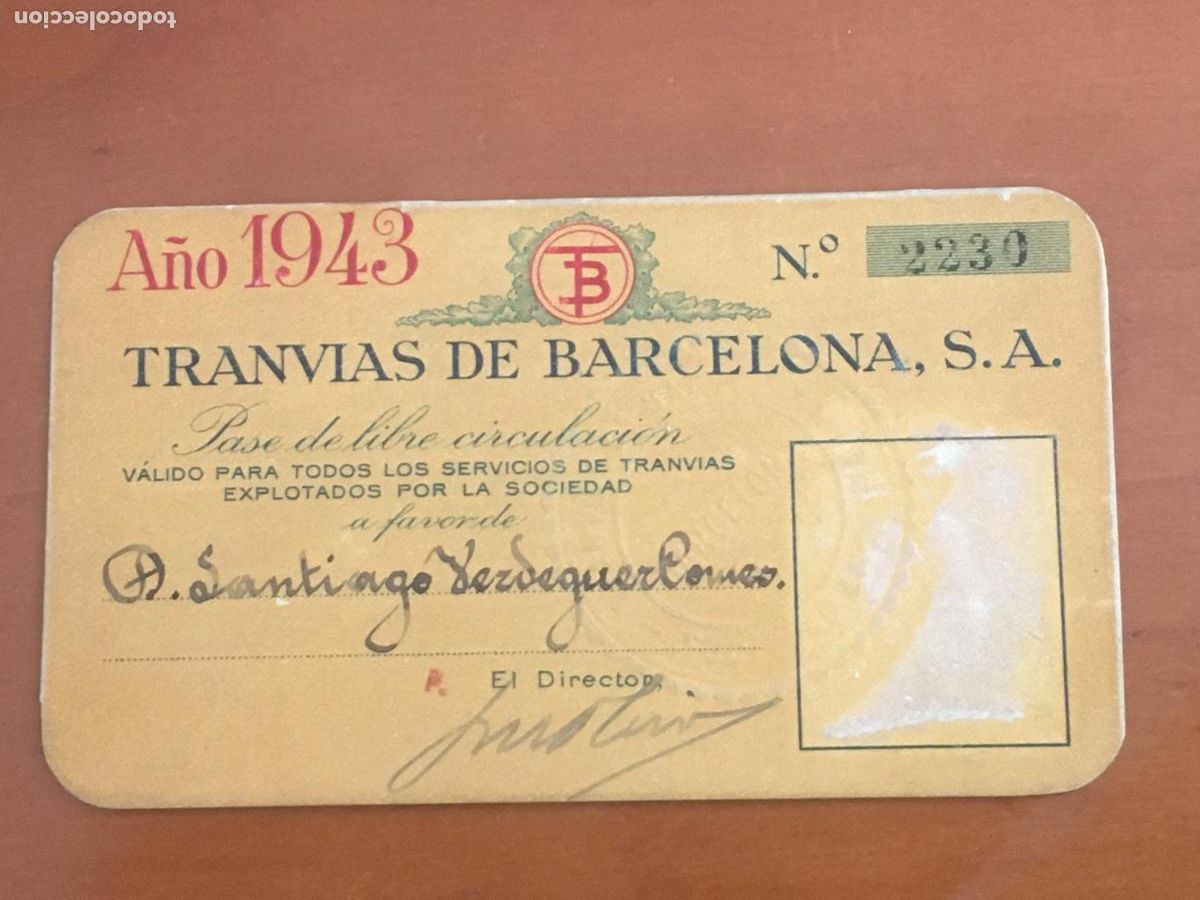 todocoleccion
Año 1943
TB
N.º 2230
TRANVIAS DE BARCELONA, S.A.
Pase de libre circulación
VÁLIDO PARA TODOS LOS SERVICIOS DE TRANVIAS
EXPLOTADOS POR LA SOCIEDAD
a favor de
D. Santiago Verdeguer Comes.
P. El Director,